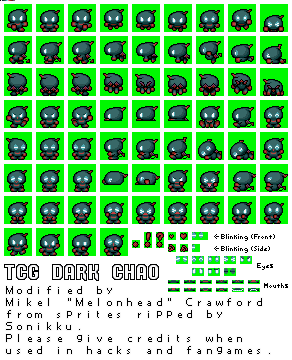 ←Blinking (Front)
←Blinking (Side)
Eyes
TCG DARK CHAO
Mouths
Modified by
Mikel "Melonhead" Crawford
from sPrites riPPed by
Sonikku.
Please give credits when
used in hacks and fangames.